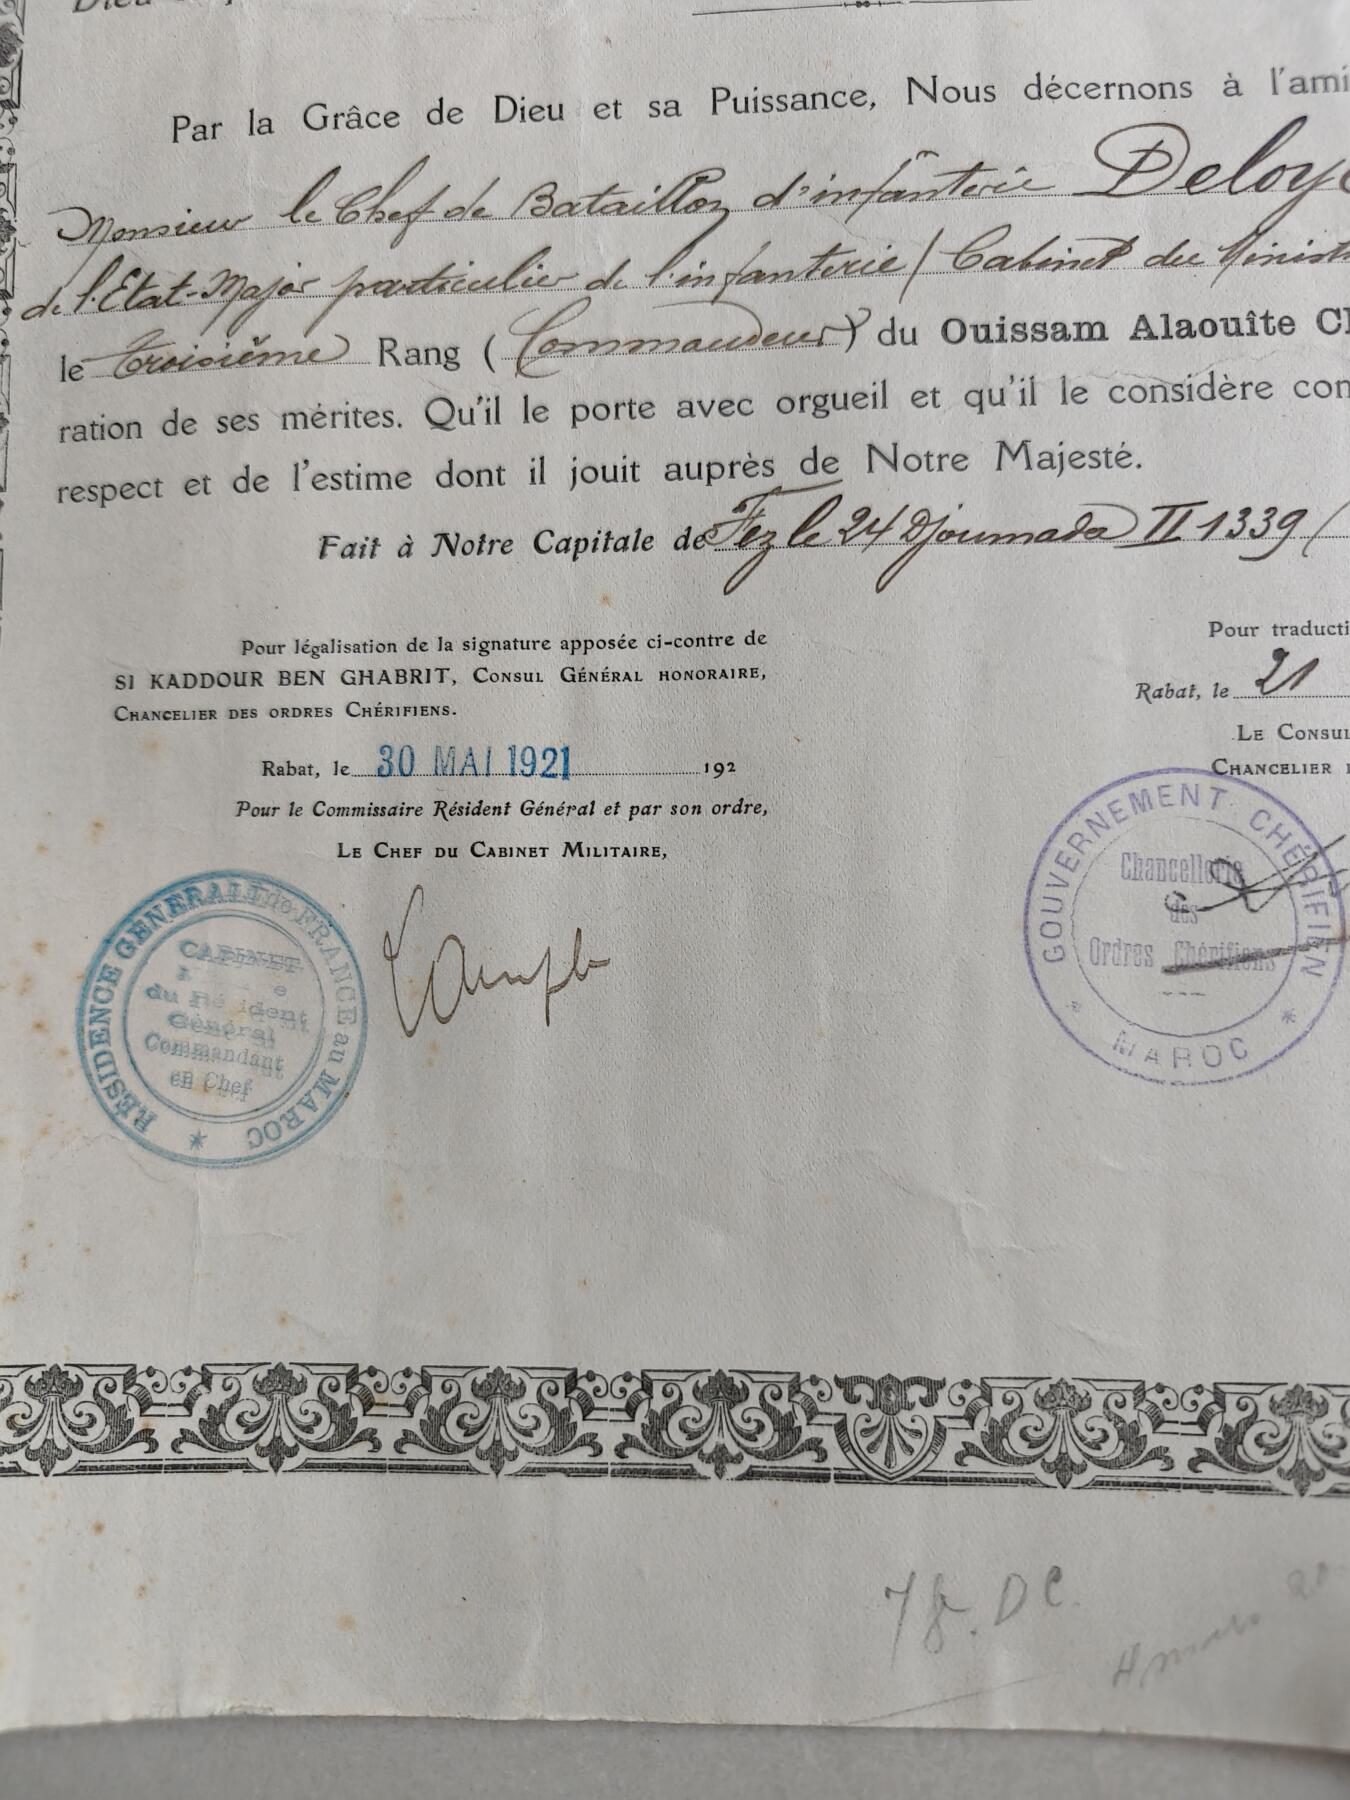 Par la Grâce de Dieu et sa Puissance, Nous décernons à l'ami
Monsieur le Chef de Bataillon d'infanterie Deloye
de l'Etat-Major particulier de l'infanterie (Cabinet du Minist
le troisième Rang (Commandeur) du Ouissam Alaouîte Ch
ration de ses mérites. Qu'il le porte avec orgueil et qu'il le considère com
respect et de l'estime dont il jouit auprès de Notre Majesté.
Fait à Notre Capitale de Fez le 24 Djoumada II 1339 (
Pour légalisation de la signature apposée ci-contre de
SI KADDOUR BEN GHABRIT, CONSUL GÉNÉRAL HONORAIRE,
CHANCELIER DES ORDRES CHÉRIFIENS.
Rabat, le 30 MAI 1921 192
Pour le Commissaire Résident Général et par son ordre,
LE CHEF DU CABINET MILITAIRE,
RÉSIDENCE GÉNÉRALE de FRANCE au MAROC
CABINET
du Résident
Général
Commandant
en Chef
Pour traducti
Rabat, le 21
LE CONSUL
CHANCELIER
GOUVERNEMENT CHÉRIFIEN
Chancellerie
des
Ordres Chérifiens
MAROC
DC.